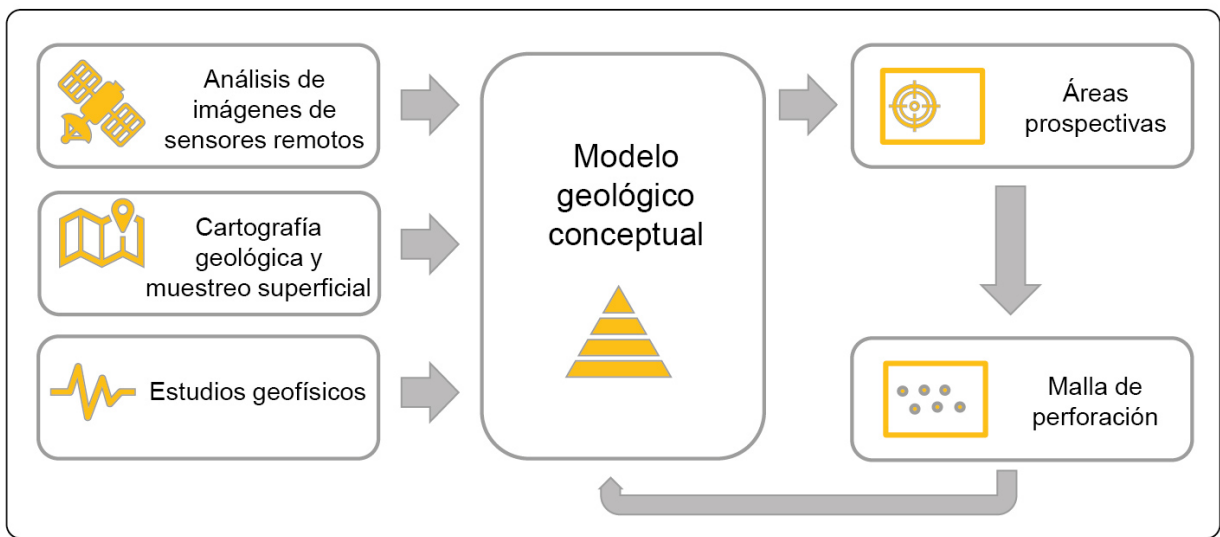 Análisis de
imágenes de
sensores remotos
Cartografía
geológica y
muestreo superficial
Estudios geofísicos
Modelo
geológico
conceptual
Áreas
prospectivas
Malla de
perforación